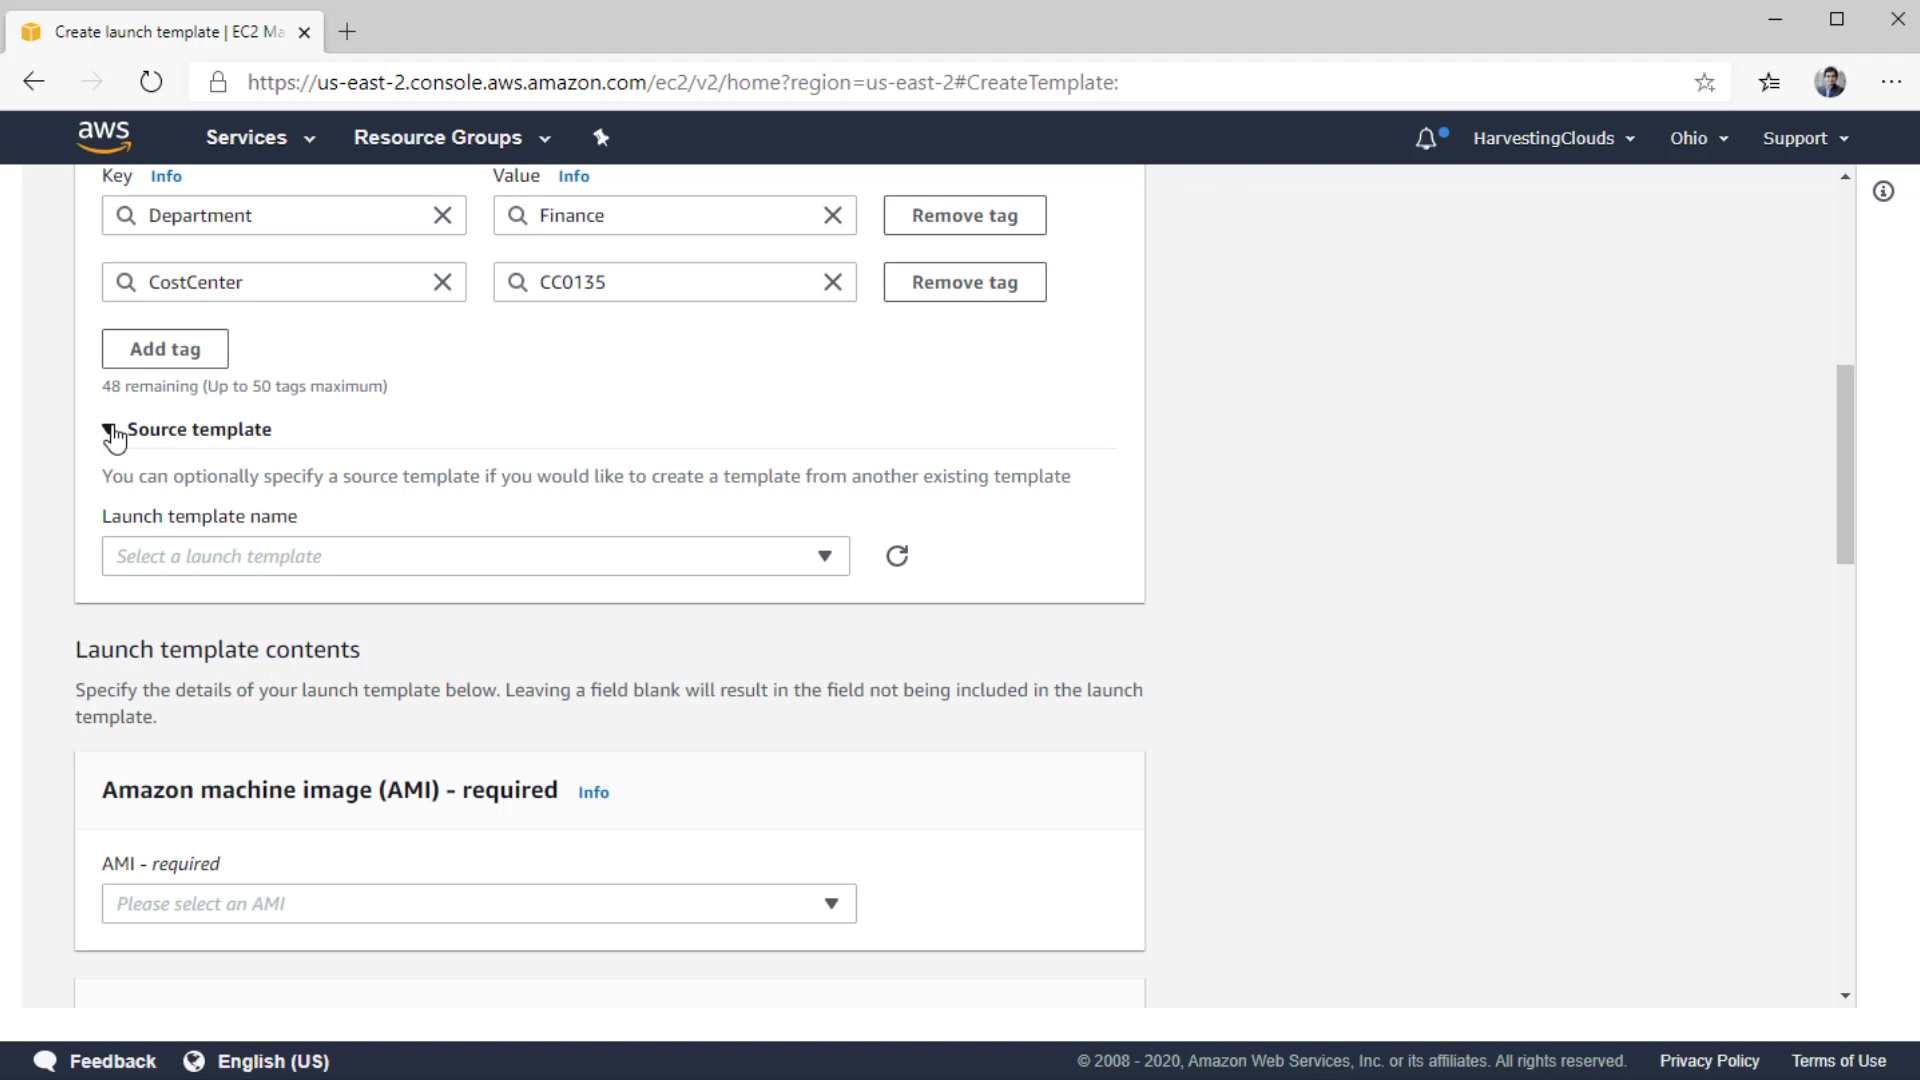 Create launch template | EC2 Ma
https://us-east-2.console.aws.amazon.com/ec2/v2/home?region=us-east-2#CreateTemplate:
aws
Services
Resource Groups
HarvestingClouds
Ohio
Support
Key Info
Value Info
Department
Finance
Remove tag
CostCenter
CC0135
Remove tag
Add tag
48 remaining (Up to 50 tags maximum)
Source template
You can optionally specify a source template if you would like to create a template from another existing template
Launch template name
Select a launch template
Launch template contents
Specify the details of your launch template below. Leaving a field blank will result in the field not being included in the launch
template.
Amazon machine image (AMI) - required Info
AMI - required
Please select an AMI
Feedback
English (US)
© 2008 - 2020, Amazon Web Services, Inc. or its affiliates. All rights reserved.
Privacy Policy
Terms of Use